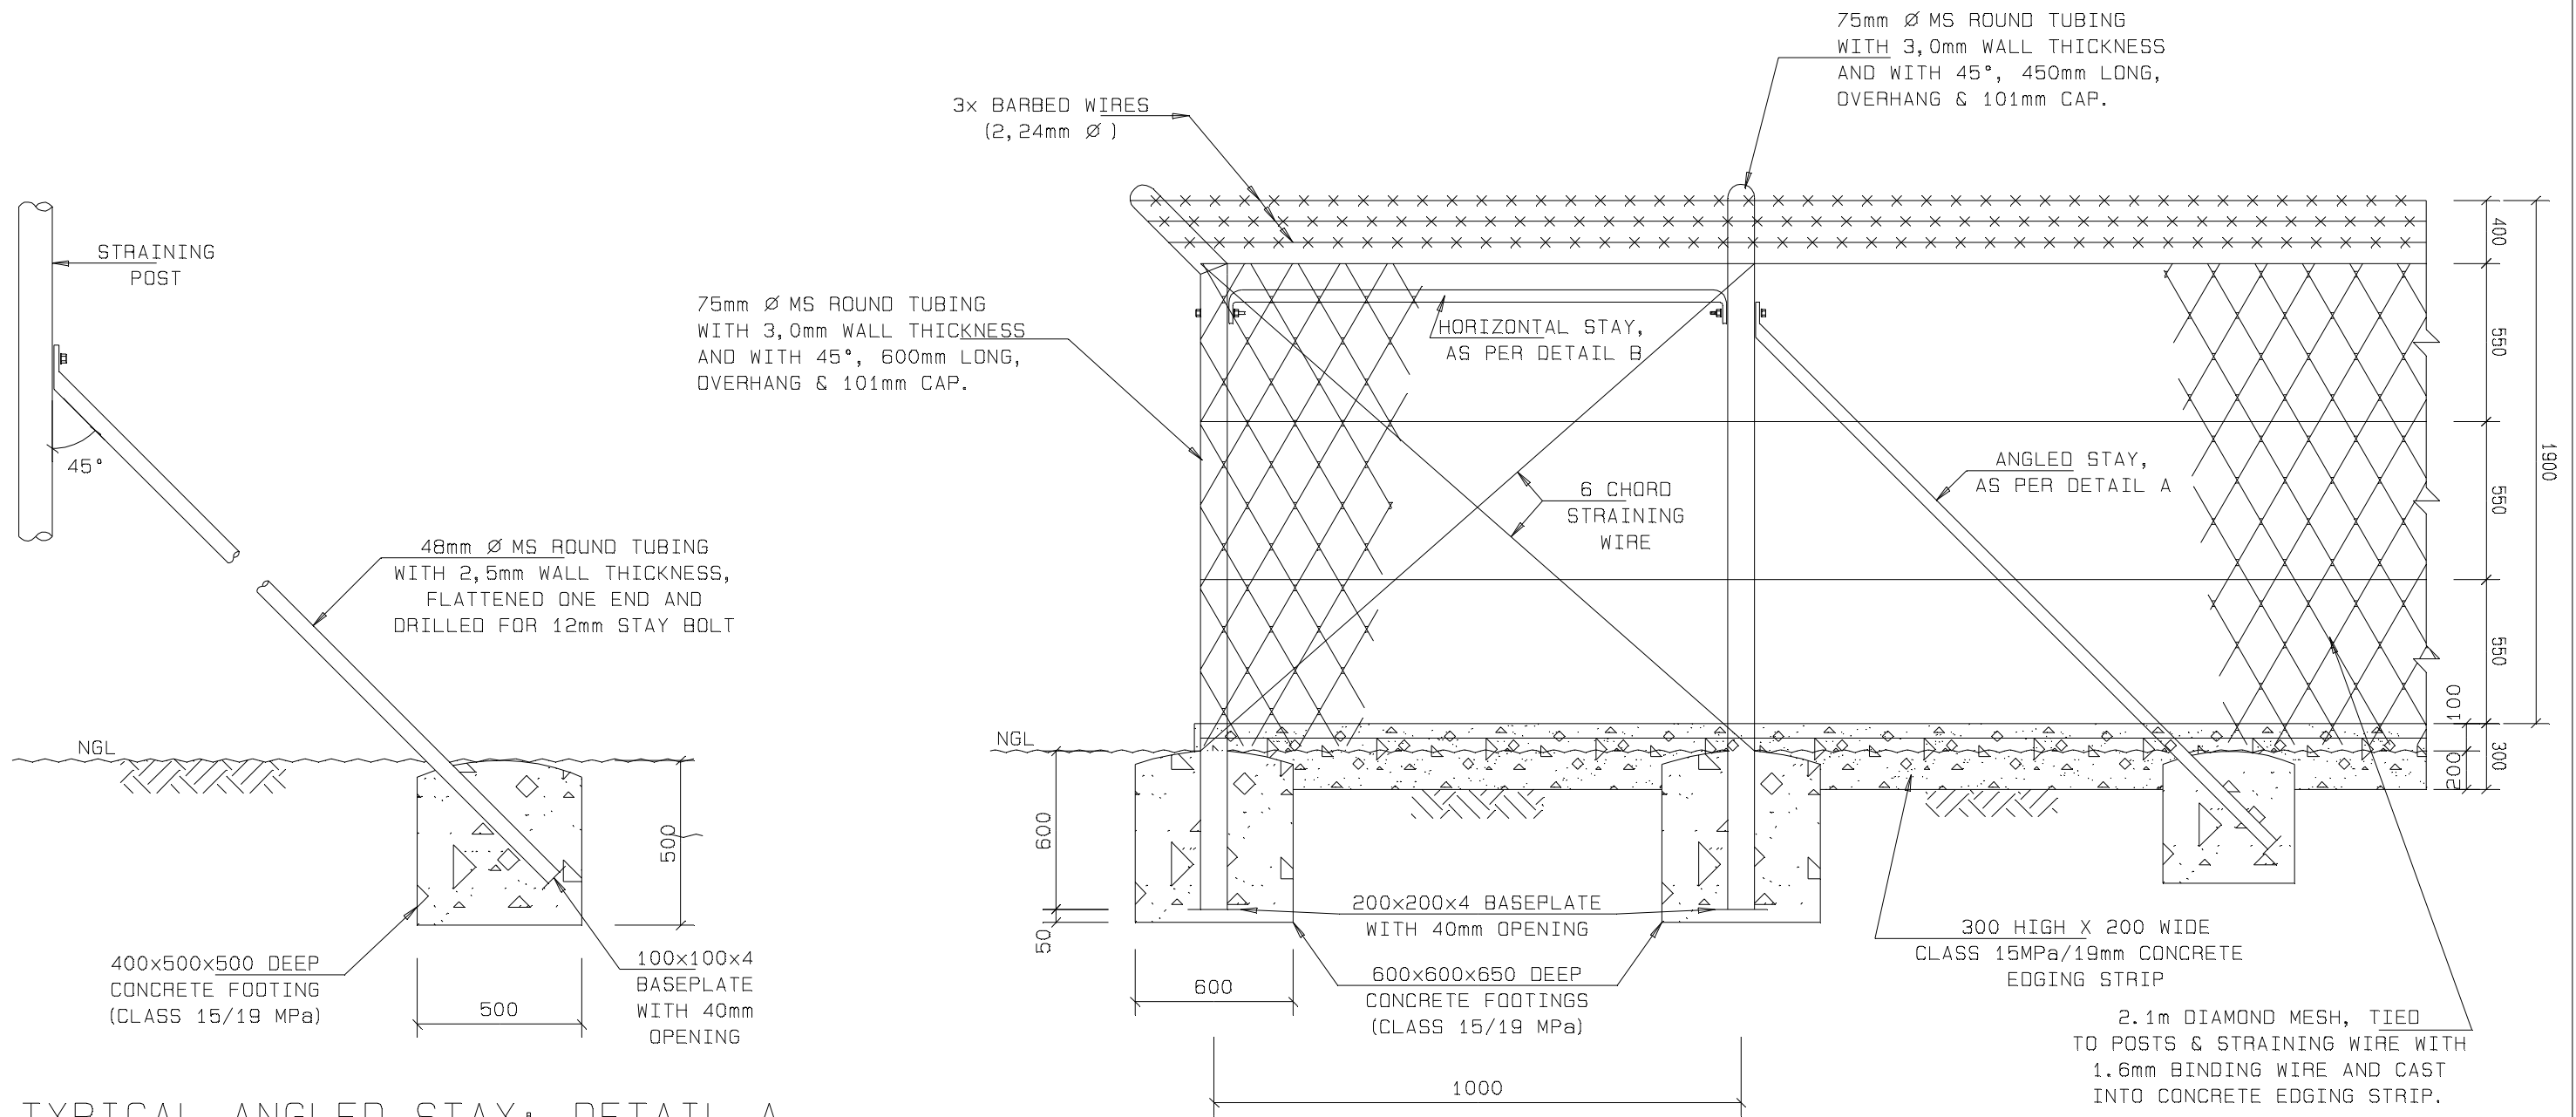 75mm Ø MS ROUND TUBING
WITH 3,0mm WALL THICKNESS
AND WITH 45°, 450mm LONG,
OVERHANG & 101mm CAP.
3x BARBED WIRES
(2,24mm Ø )
STRAINING
POST
75mm Ø MS ROUND TUBING
WITH 3,0mm WALL THICKNESS
AND WITH 45°, 600mm LONG,
OVERHANG & 101mm CAP.
HORIZONTAL STAY,
AS PER DETAIL B
400
550
1900
550
550
100
300
200
45°
ANGLED STAY,
AS PER DETAIL A
6 CHORD
STRAINING
WIRE
48mm Ø MS ROUND TUBING
WITH 2,5mm WALL THICKNESS,
FLATTENED ONE END AND
DRILLED FOR 12mm STAY BOLT
NGL
NGL
500
600
50
200x200x4 BASEPLATE
WITH 40mm OPENING
300 HIGH X 200 WIDE
CLASS 15MPa/19mm CONCRETE
EDGING STRIP
400x500x500 DEEP
CONCRETE FOOTING
(CLASS 15/19 MPa)
500
100x100x4
BASEPLATE
WITH 40mm
OPENING
600
600x600x650 DEEP
CONCRETE FOOTINGS
(CLASS 15/19 MPa)
2.1m DIAMOND MESH, TIED
TO POSTS & STRAINING WIRE WITH
1.6mm BINDING WIRE AND CAST
INTO CONCRETE EDGING STRIP.
1000
TYPICAL ANGLED STAY: DETAIL A